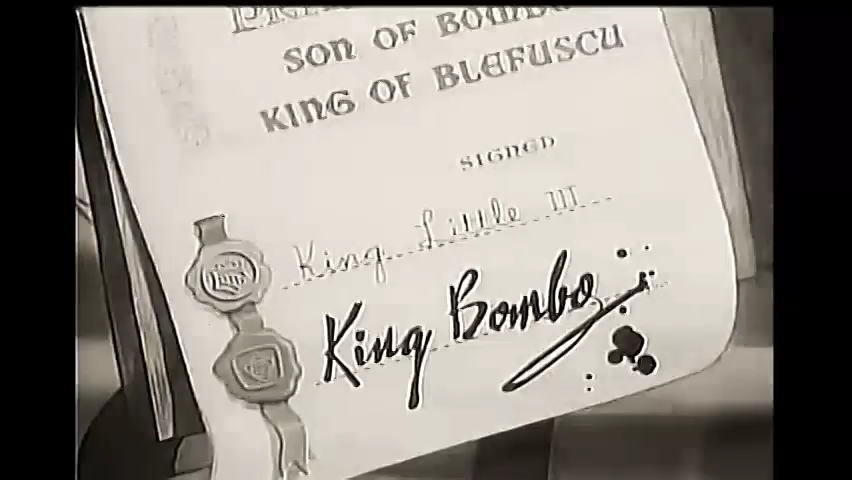 SON OF BOMBO
KING OF BLEFUSCU
SIGNED
King Little III
King Bombo